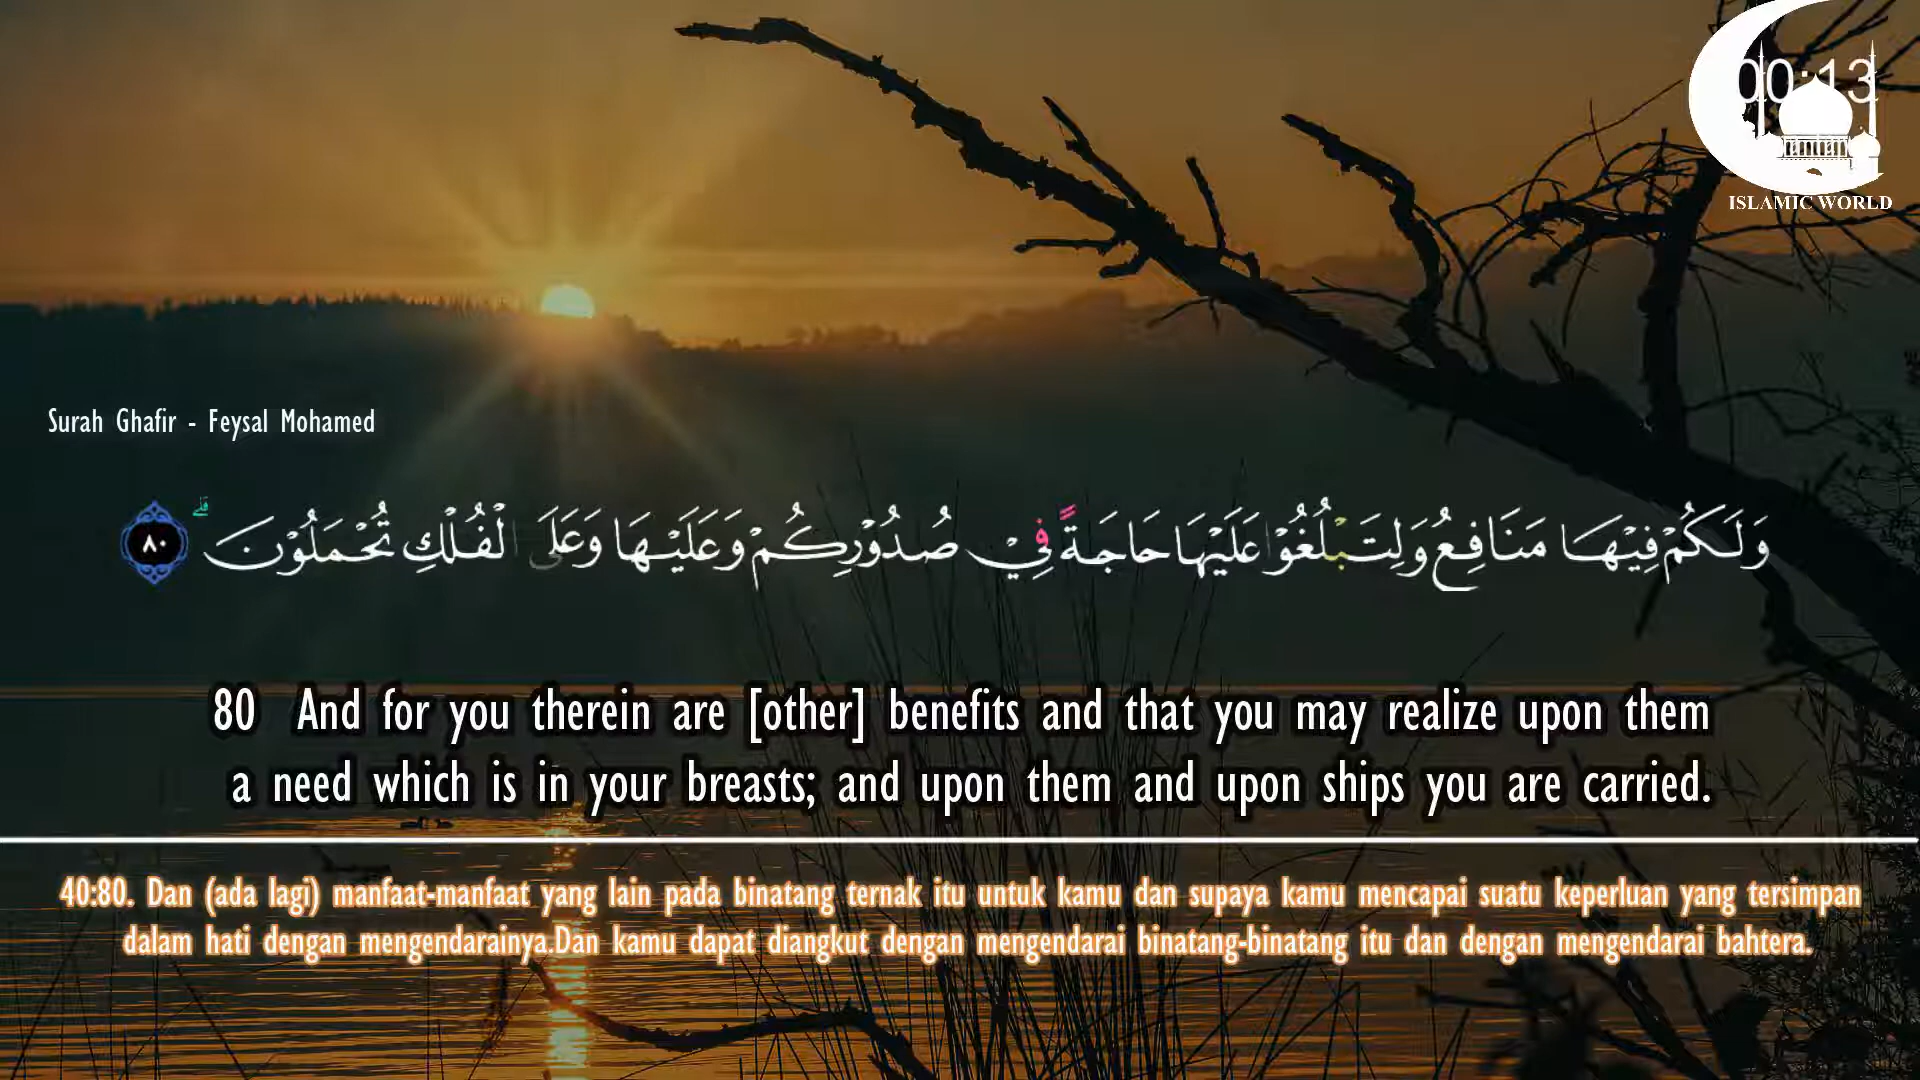 00:13
ISLAMIC WORLD
Surah Ghafir - Feysal Mohamed
وَلَكُمْ فِيْهَا مَنَافِعُ وَلِتَبْلُغُوْا عَلَيْهَا حَاجَةً فِيْ صُدُوْرِكُمْ وَعَلَيْهَا وَعَلَى الْفُلْكِ تُحْمَلُوْنَ ۗ ٨٠
80 And for you therein are [other] benefits and that you may realize upon them
a need which is in your breasts; and upon them and upon ships you are carried.
40:80. Dan (ada lagi) manfaat-manfaat yang lain pada binatang ternak itu untuk kamu dan supaya kamu mencapai suatu keperluan yang tersimpan
dalam hati dengan mengendarainya.Dan kamu dapat diangkut dengan mengendarai binatang-binatang itu dan dengan mengendarai bahtera.